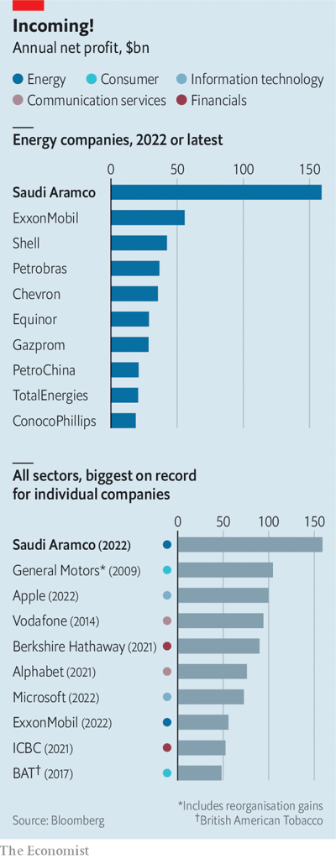 Incoming!
Annual net profit, $bn
Energy Consumer Information technology
Communication services Financials
Energy companies, 2022 or latest
0 50 100 150
Saudi Aramco
ExxonMobil
Shell
Petrobras
Chevron
Equinor
Gazprom
PetroChina
TotalEnergies
ConocoPhillips
All sectors, biggest on record
for individual companies
0 50 100 150
Saudi Aramco (2022)
General Motors* (2009)
Apple (2022)
Vodafone (2014)
Berkshire Hathaway (2021)
Alphabet (2021)
Microsoft (2022)
ExxonMobil (2022)
ICBC (2021)
BAT† (2017)
*Includes reorganisation gains
Source: Bloomberg †British American Tobacco
The Economist